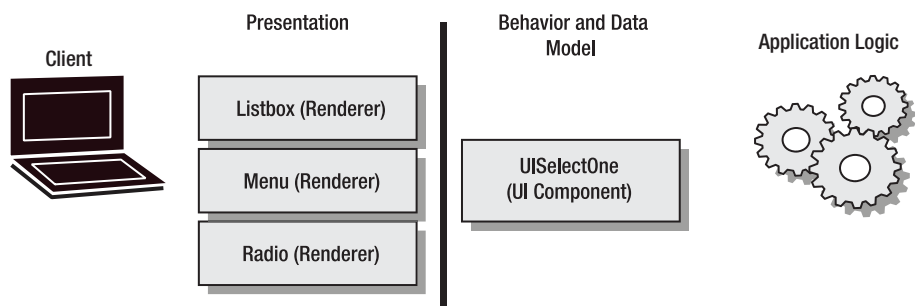 Client
Presentation
Listbox (Renderer)
Menu (Renderer)
Radio (Renderer)
Behavior and Data
Model
UISelectOne
(UI Component)
Application Logic